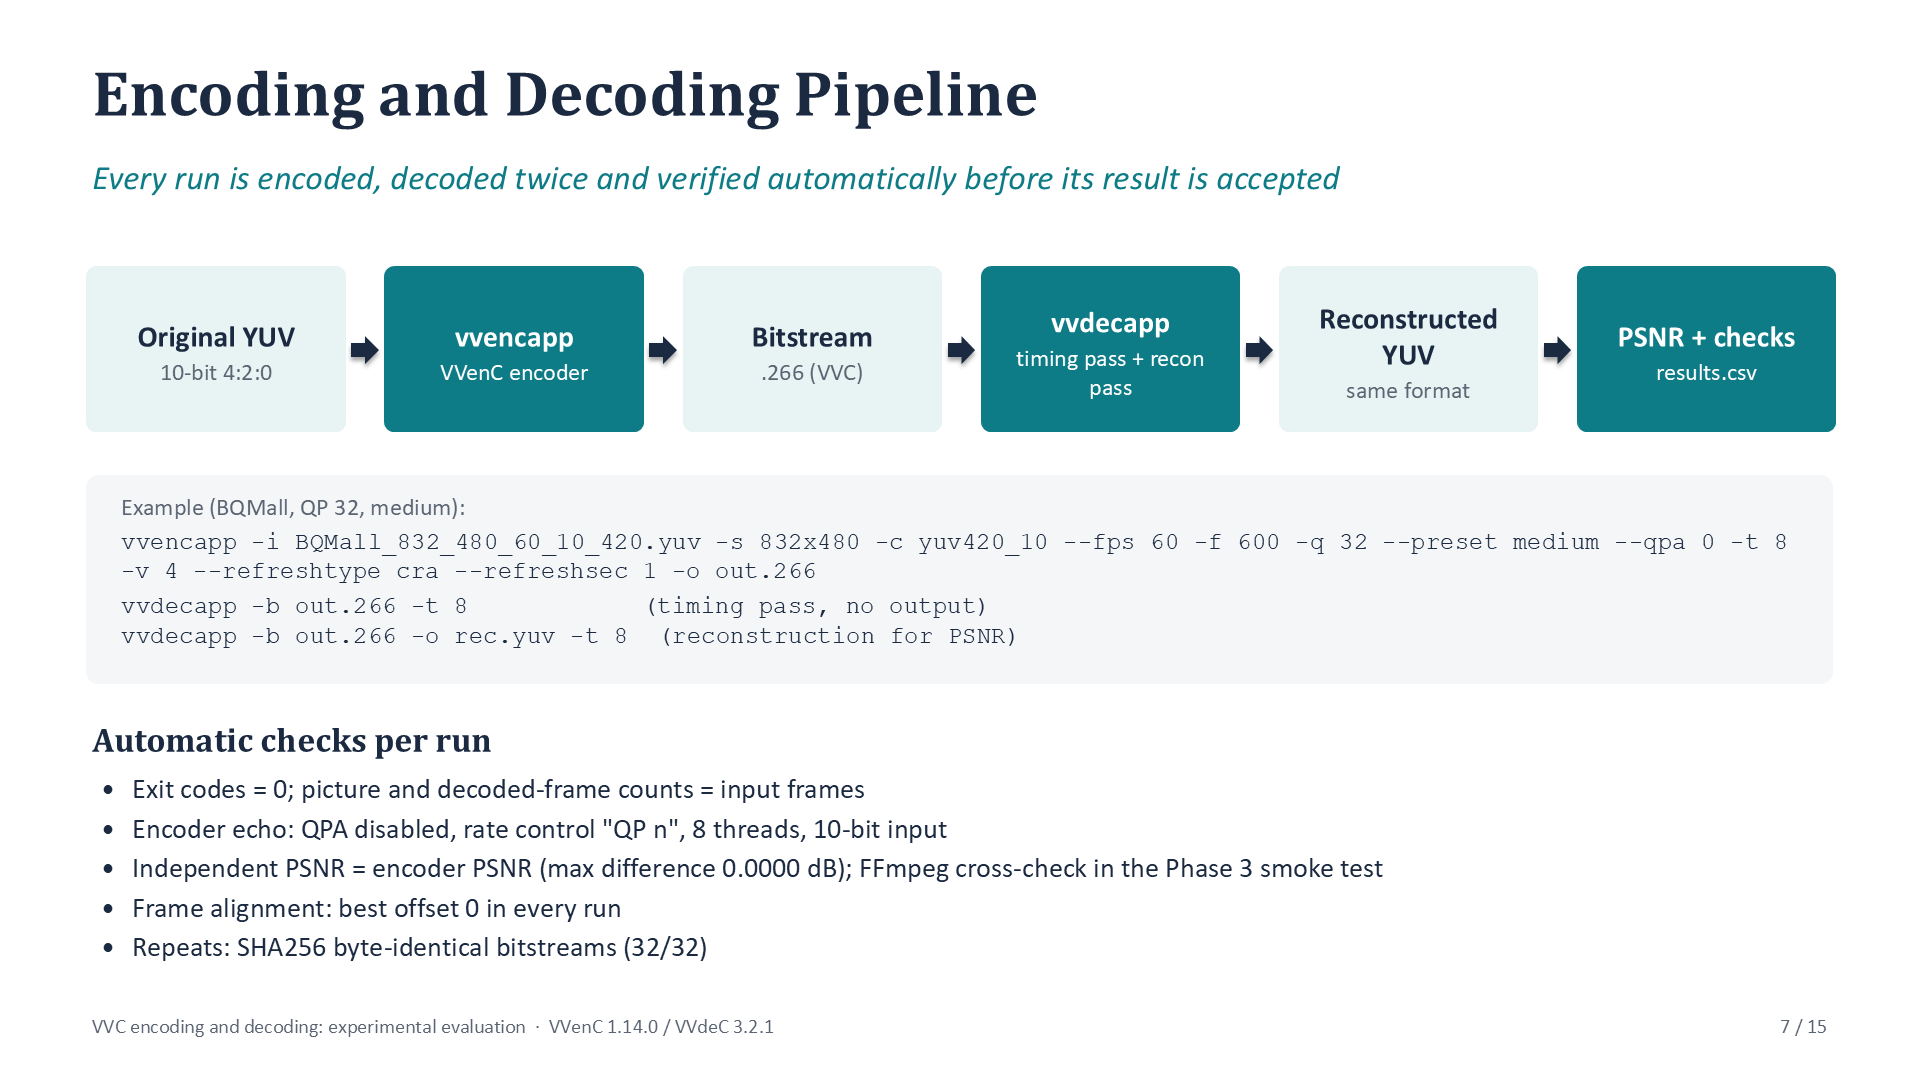 Encoding and Decoding Pipeline
Every run is encoded, decoded twice and verified automatically before its result is accepted
Original YUV
10-bit 4:2:0
vvencapp
VVenC encoder
Bitstream
.266 (VVC)
vvdecapp
timing pass + recon
pass
Reconstructed
YUV
same format
PSNR + checks
results.csv
Example (BQMall, QP 32, medium):
vvencapp -i BQMall_832_480_60_10_420.yuv -s 832x480 -c yuv420_10 --fps 60 -f 600 -q 32 --preset medium --qpa 0 -t 8
-v 4 --refreshtype cra --refreshsec 1 -o out.266
vvdecapp -b out.266 -t 8 (timing pass, no output)
vvdecapp -b out.266 -o rec.yuv -t 8 (reconstruction for PSNR)
Automatic checks per run
• Exit codes = 0; picture and decoded-frame counts = input frames
• Encoder echo: QPA disabled, rate control "QP n", 8 threads, 10-bit input
• Independent PSNR = encoder PSNR (max difference 0.0000 dB); FFmpeg cross-check in the Phase 3 smoke test
• Frame alignment: best offset 0 in every run
• Repeats: SHA256 byte-identical bitstreams (32/32)
VVC encoding and decoding: experimental evaluation · VVenC 1.14.0 / VVdeC 3.2.1
7 / 15